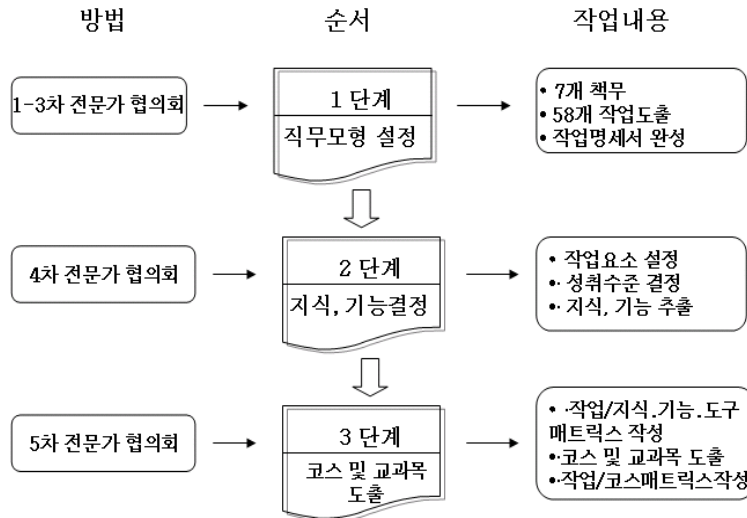 방법 순서 작업내용
1-3차 전문가 협의회
1 단계
직무모형 설정
• 7개 책무
• 58개 작업도출
• 작업명세서 완성
4차 전문가 협의회
2 단계
지식, 기능결정
• 작업요소 설정
•· 성취수준 결정
•· 지식, 기능 추출
5차 전문가 협의회
3 단계
코스 및 교과목
도출
• ·작업/지식.기능.도구
매트릭스 작성
•·코스 및 교과목 도출
•·작업/코스매트릭스작성